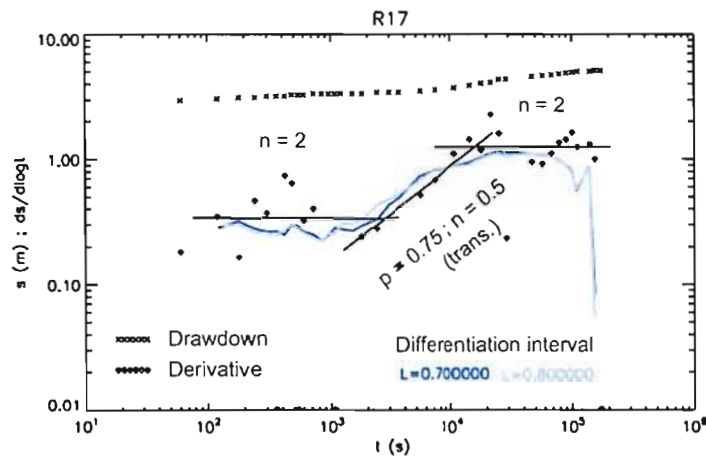 R17
10.00
1.00
0.10
0.01
s (m) ; ds/dlogt
n = 2
n = 2
p = 0.75 ; n = 0.5
(trans.)
Drawdown
Derivative
Differentiation interval
L=0.700000 L=0.800000
10¹ 10² 10³ 10⁴ 10⁵ 10⁶
t (s)